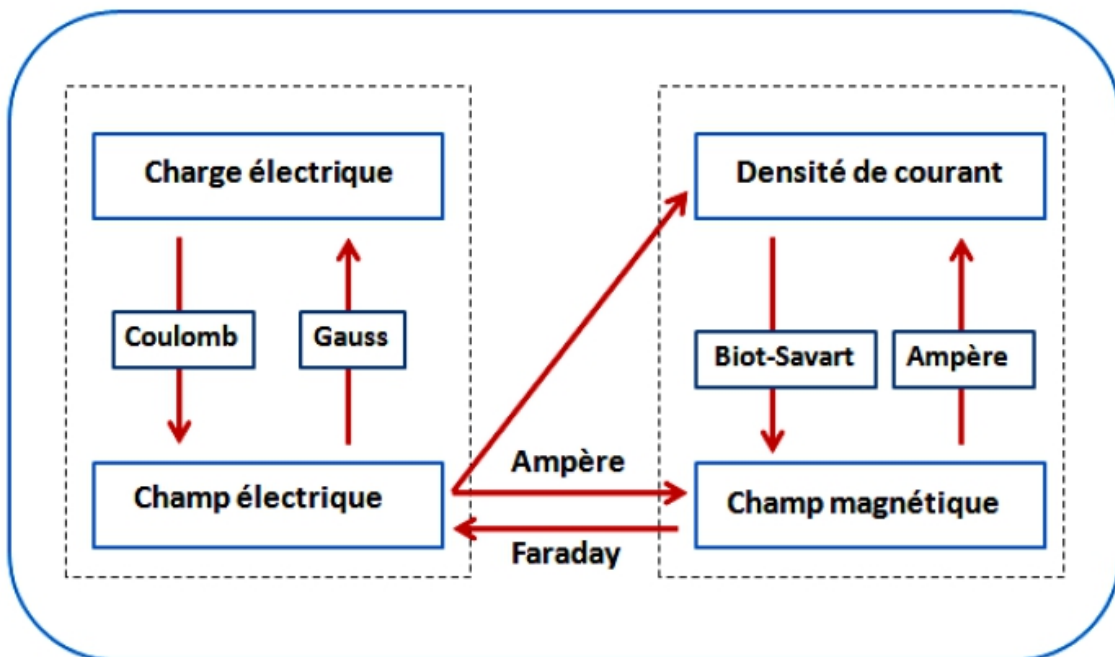 Charge électrique
Densité de courant
Coulomb
Gauss
Biot-Savart
Ampère
Ampère
Champ électrique
Champ magnétique
Faraday